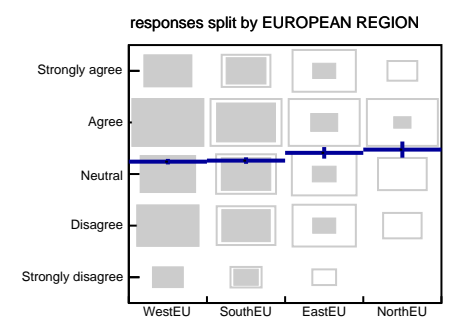 responses split by EUROPEAN REGION
Strongly agree
Agree
Neutral
Disagree
Strongly disagree
WestEU SouthEU EastEU NorthEU